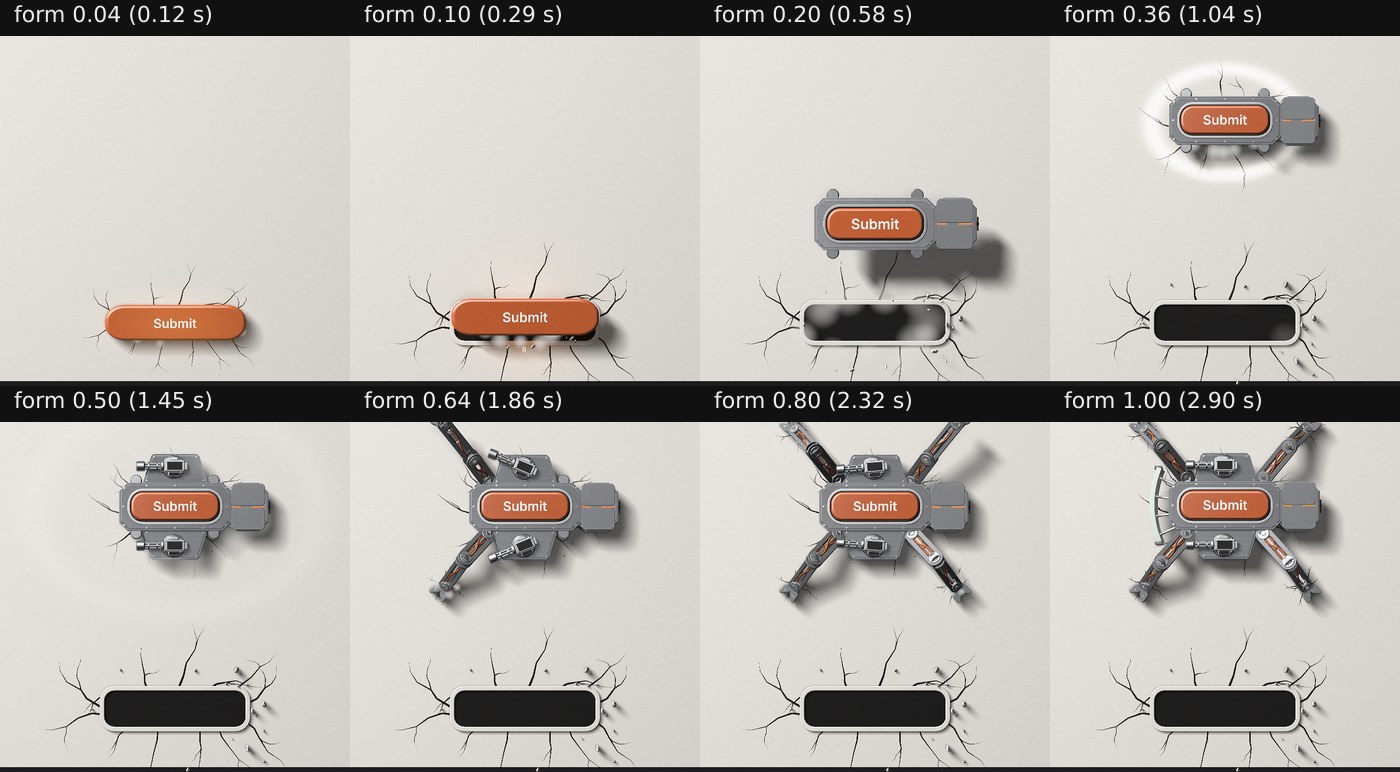 form 0.04 (0.12 s)
form 0.10 (0.29 s)
form 0.20 (0.58 s)
form 0.36 (1.04 s)
Submit
Submit
Submit
Submit
form 0.50 (1.45 s)
form 0.64 (1.86 s)
form 0.80 (2.32 s)
form 1.00 (2.90 s)
Submit
Submit
Submit
Submit